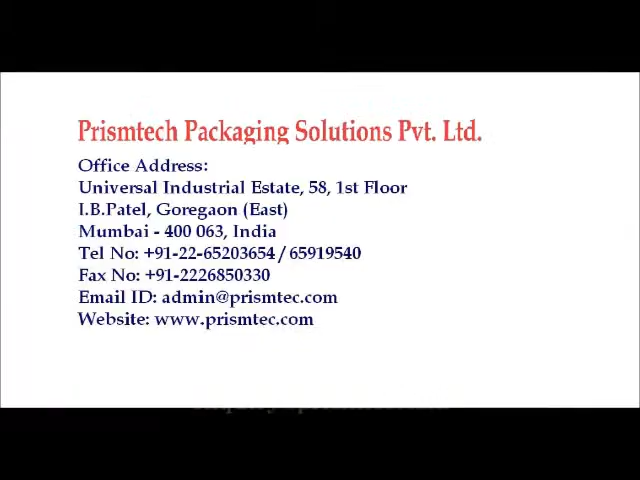 Prismtech Packaging Solutions Pvt. Ltd.
Office Address:
Universal Industrial Estate, 58, 1st Floor
I.B.Patel, Goregaon (East)
Mumbai - 400 063, India
Tel No: +91-22-65203654 / 65919540
Fax No: +91-2226850330
Email ID: admin@prismtec.com
Website: www.prismtec.com